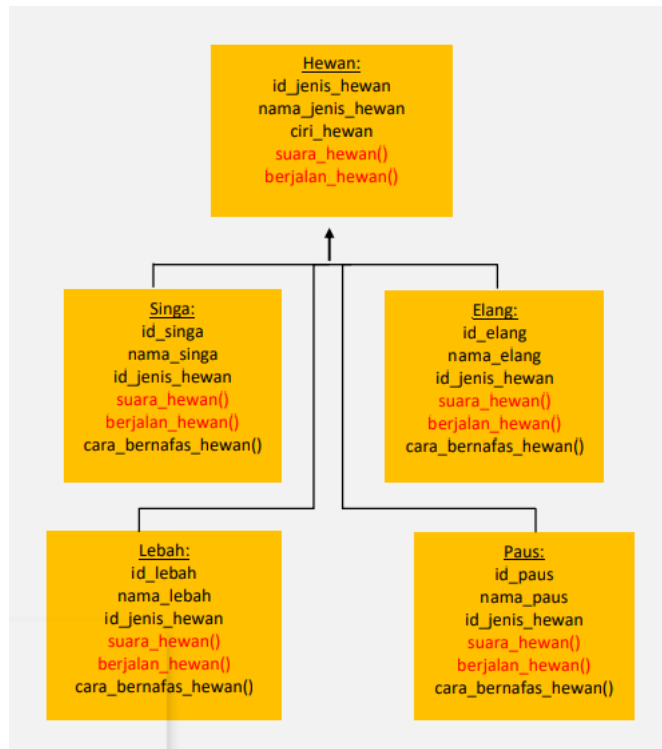 Hewan:
id_jenis_hewan
nama_jenis_hewan
ciri_hewan
suara_hewan()
berjalan_hewan()
Singa:
id_singa
nama_singa
id_jenis_hewan
suara_hewan()
berjalan_hewan()
cara_bernafas_hewan()
Elang:
id_elang
nama_elang
id_jenis_hewan
suara_hewan()
berjalan_hewan()
cara_bernafas_hewan()
Lebah:
id_lebah
nama_lebah
id_jenis_hewan
suara_hewan()
berjalan_hewan()
cara_bernafas_hewan()
Paus:
id_paus
nama_paus
id_jenis_hewan
suara_hewan()
berjalan_hewan()
cara_bernafas_hewan()